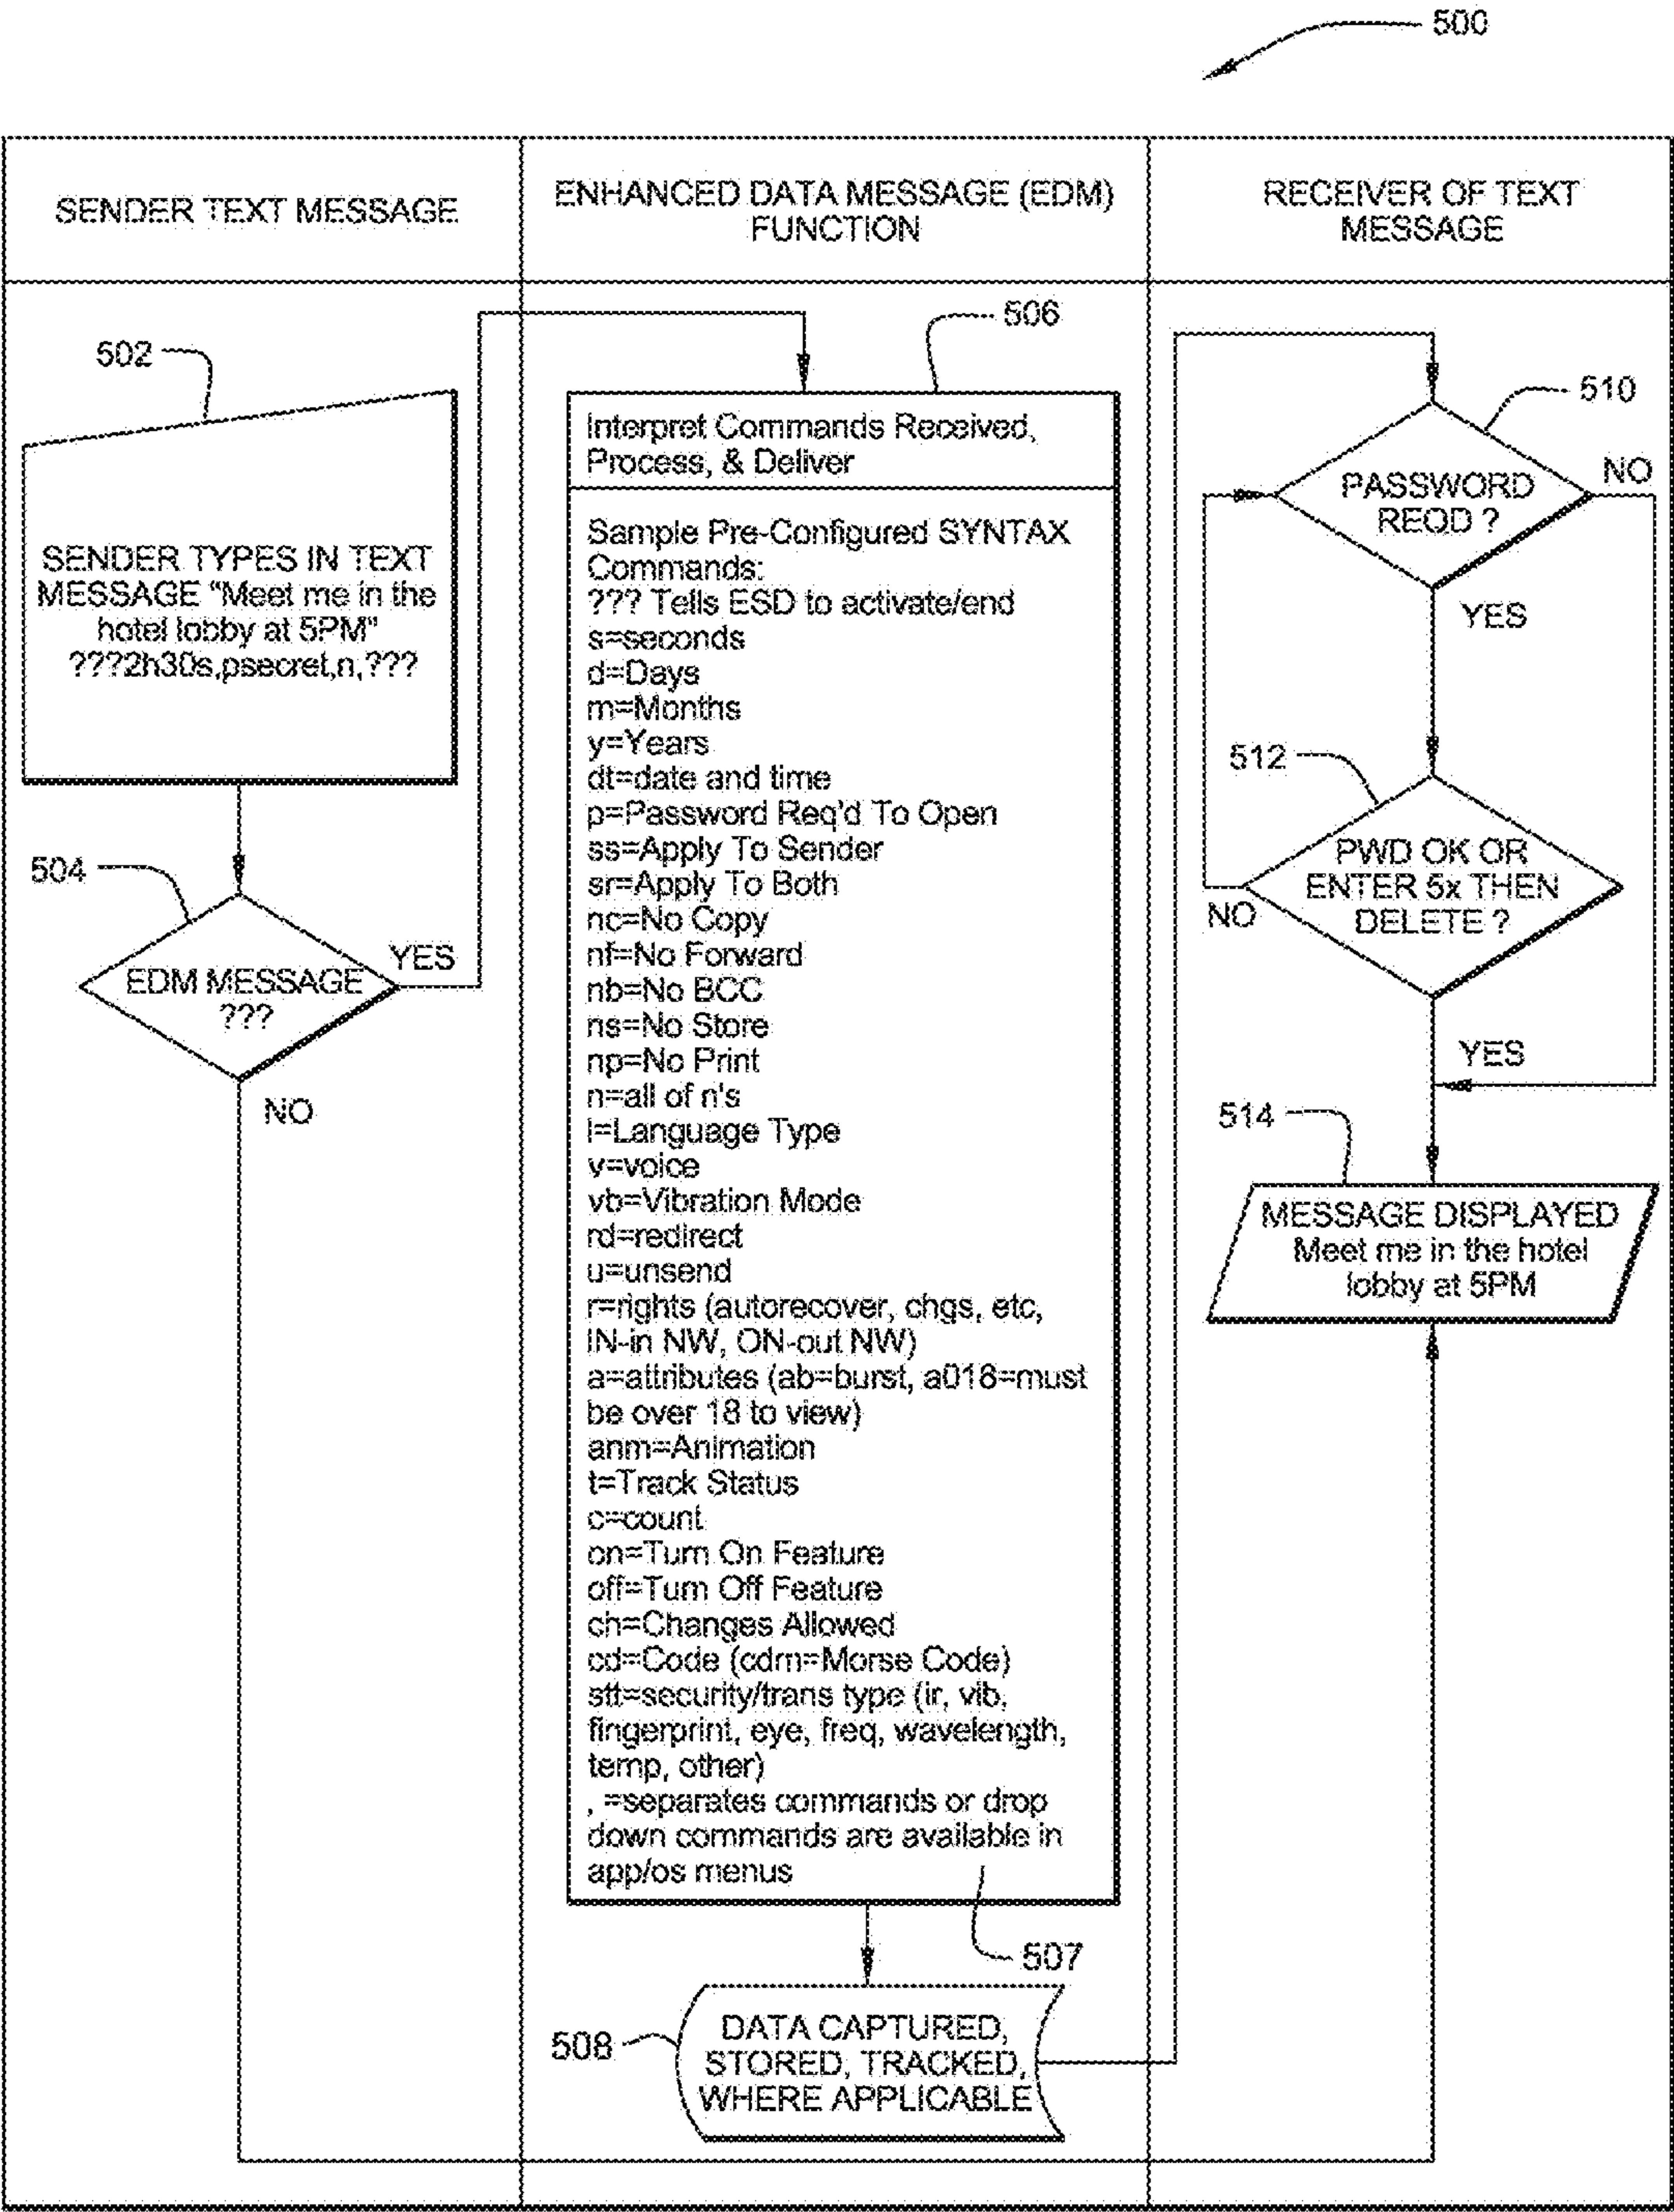 500
SENDER TEXT MESSAGE
ENHANCED DATA MESSAGE (EDM)
FUNCTION
RECEIVER OF TEXT
MESSAGE
502
SENDER TYPES IN TEXT
MESSAGE "Meet me in the
hotel lobby at 5PM"
???2h30s,psecret,n,???
504
EDM MESSAGE
???
YES
NO
506
Interpret Commands Received,
Process, & Deliver
Sample Pre-Configured SYNTAX
Commands:
??? Tells ESD to activate/end
s=seconds
d=Days
m=Months
y=Years
dt=date and time
p=Password Req'd To Open
ss=Apply To Sender
sr=Apply To Both
nc=No Copy
nf=No Forward
nb=No BCC
ns=No Store
np=No Print
n=all of n's
l=Language Type
v=voice
vb=Vibration Mode
rd=redirect
u=unsend
r=rights (autorecover, chgs, etc,
IN-in NW, ON-out NW)
a=attributes (ab=burst, a018=must
be over 18 to view)
anm=Animation
t=Track Status
c=count
on=Turn On Feature
off=Turn Off Feature
ch=Changes Allowed
cd=Code (cdm=Morse Code)
stt=security/trans type (ir, vib,
fingerprint, eye, freq, wavelength,
temp, other)
, =separates commands or drop
down commands are available in
app/os menus
507
508
DATA CAPTURED,
STORED, TRACKED,
WHERE APPLICABLE
510
PASSWORD
REQD ?
NO
YES
512
PWD OK OR
ENTER 5x THEN
DELETE ?
NO
YES
514
MESSAGE DISPLAYED
Meet me in the hotel
lobby at 5PM